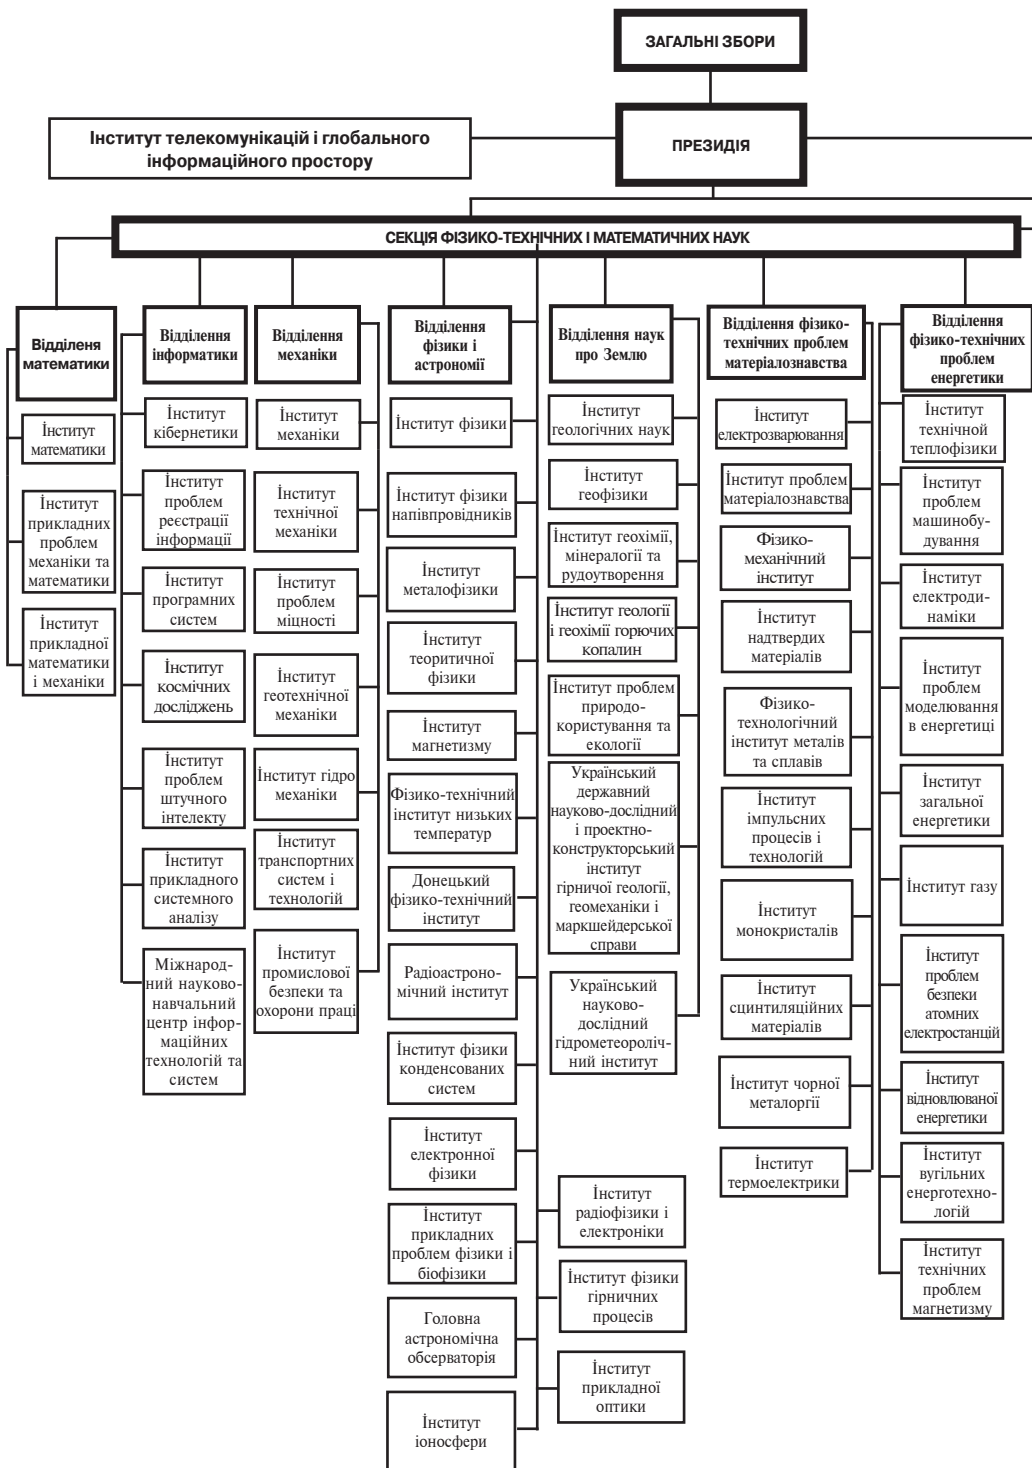 ЗАГАЛЬНІ ЗБОРИ
Інститут телекомунікацій і глобального
інформаційного простору
ПРЕЗИДІЯ
СЕКЦІЯ ФІЗИКО-ТЕХНІЧНИХ І МАТЕМАТИЧНИХ НАУК
Відділеня
математики
Інститут
математики
Інститут
прикладних
проблем
механіки та
математики
Інститут
прикладної
математики
і механіки
Відділення
інформатики
Інститут
кібернетики
Інститут
проблем
реєстрації
інформації
Інститут
програмних
систем
Інститут
космічних
досліджень
Інститут
проблем
штучного
інтелекту
Інститут
прикладного
системного
аналізу
Міжнарод-
ний науково-
навчальний
центр інфор-
маційних
технологій та
систем
Відділення
механіки
Інститут
механіки
Інститут
технічної
механіки
Інститут
проблем
міцності
Інститут
геотехнічної
механіки
Інститут гідро
механіки
Інститут
транспортних
систем і
технологій
Інститут
промислової
безпеки та
охорони праці
Відділення
фізики і
астрономії
Інститут фізики
Інститут фізики
напівпровідників
Інститут
металофізики
Інститут
теоритичної
фізики
Інститут
магнетизму
Фізико-технічний
інститут низьких
температур
Донецький
фізико-технічний
інститут
Радіоастроно-
мічний інститут
Інститут фізики
конденсованих
систем
Інститут
електронної
фізики
Інститут
прикладних
проблем фізики і
біофізики
Головна
астрономічна
обсерваторія
Інститут
іоносфери
Інститут
радіофізики і
електроніки
Інститут фізики
гірничих
процесів
Інститут
прикладної
оптики
Відділення наук
про Землю
Інститут
геологічних наук
Інститут
геофізики
Інститут геохімії,
мінералогії та
рудоутворення
Інститут геології
і геохімії горючих
копалин
Інститут проблем
природо-
користування та
екології
Український
державний
науково-дослідний
і проектно-
конструкторський
інститут
гірничої геології,
геомеханіки і
маркшейдерської
справи
Український
науково-
дослідний
гідрометеороліч-
ний інститут
Відділення фізико-
технічних проблем
матеріалознавства
Інститут
електрозварювання
Інститут проблем
матеріалознавства
Фізико-
механічний
інститут
Інститут
надтвердих
матеріалів
Фізико-
технологічний
інститут металів
та сплавів
Інститут
імпульсних
процесів і
технологій
Інститут
монокристалів
Інститут
сцинтиляційних
матеріалів
Інститут чорної
металоргії
Інститут
термоелектрики
Відділення
фізико-технічних
проблем
енергетики
Інститут
технічной
теплофізики
Інститут
проблем
машинобу-
дування
Інститут
електроди-
наміки
Інститут
проблем
моделювання
в енергетиці
Інститут
загальної
енергетики
Інститут газу
Інститут
проблем
безпеки
атомних
електростанцій
Інститут
відновлюваної
енергетики
Інститут
вугільних
енерготехно-
логій
Інститут
технічних
проблем
магнетизму